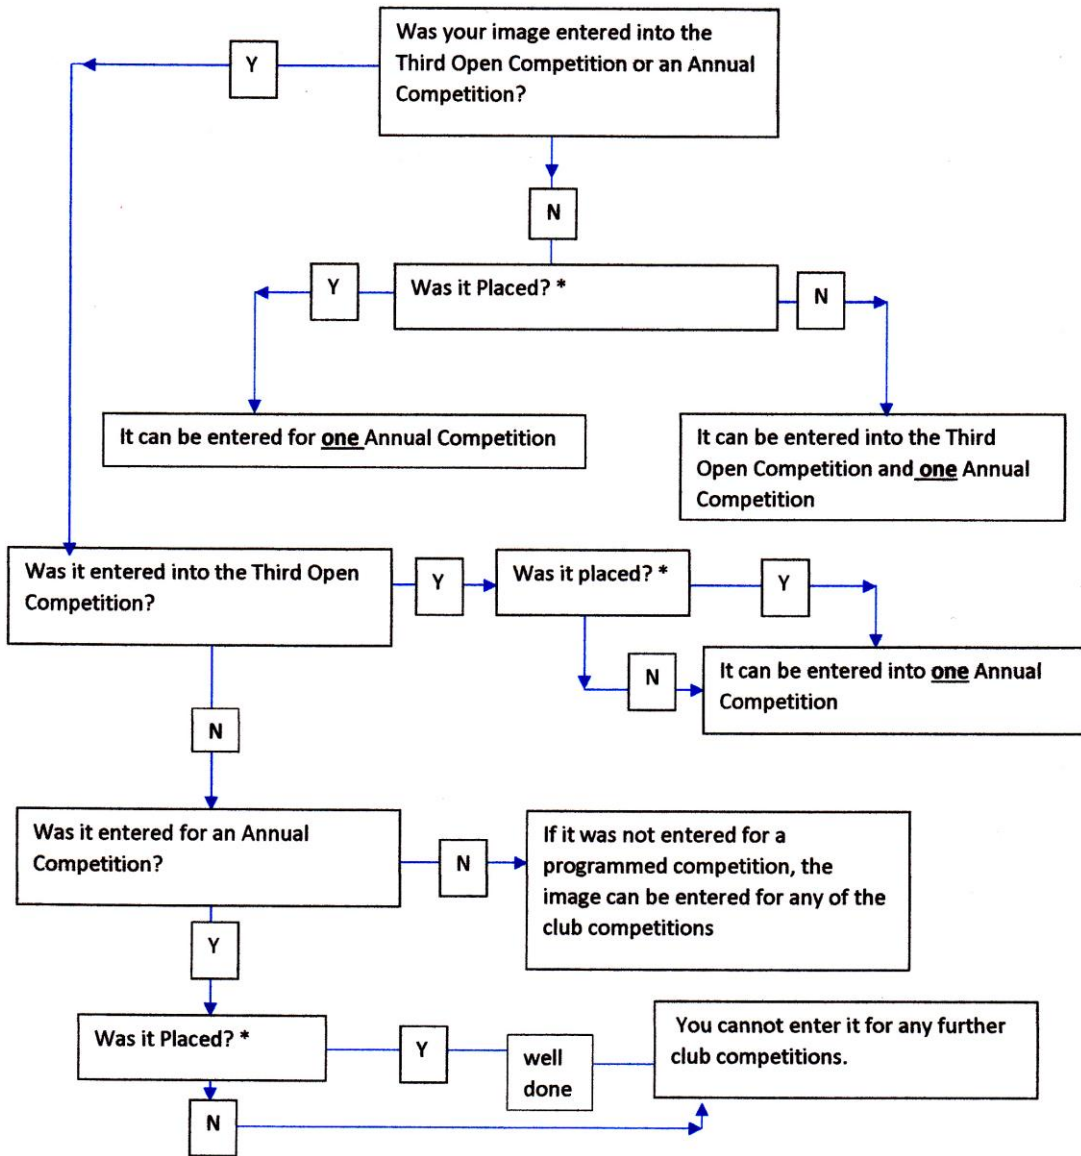 Was your image entered into the
Third Open Competition or an Annual
Competition?
Y
N
Was it Placed? *
Y
N
It can be entered for one Annual Competition
It can be entered into the Third
Open Competition and one Annual
Competition
Was it entered into the Third Open
Competition?
Y
Was it placed? *
Y
N
It can be entered into one Annual
Competition
N
Was it entered for an Annual
Competition?
N
If it was not entered for a
programmed competition, the
image can be entered for any of the
club competitions
Y
Was it Placed? *
Y
well
done
You cannot enter it for any further
club competitions.
N